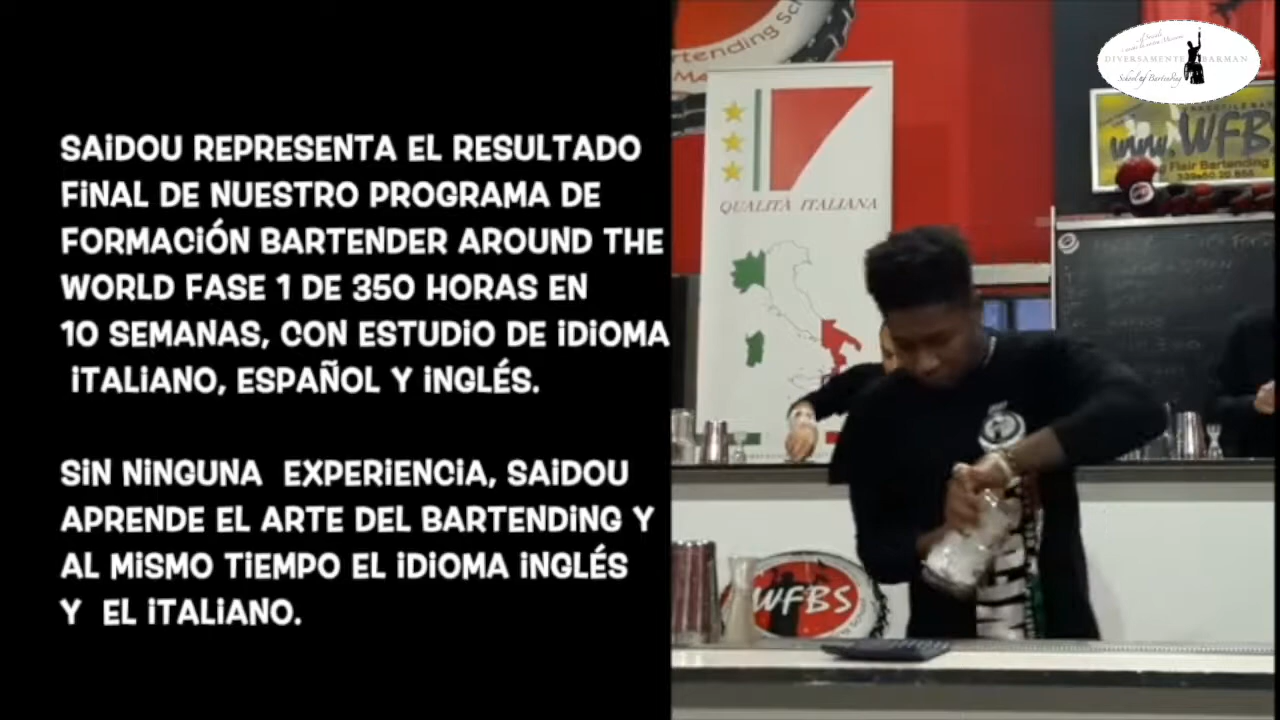 SAiDOU REPRESENTA EL RESULTADO
FiNAL DE NUESTRO PROGRAMA DE
FORMACiÓN BARTENDER AROUND THE
WORLD FASE 1 DE 350 HORAS EN
10 SEMANAS, CON ESTUDiO DE iDiOMA
iTALiANO, ESPAÑOL Y iNGLÉS.
SiN NiNGUNA EXPERiENCiA, SAiDOU
APRENDE EL ARTE DEL BARTENDiNG Y
AL MiSMO TiEMPO EL iDiOMA iNGLÉS
Y EL iTALiANO.
DIVERSAMENTE BARMAN
School of Bartending
tending
QUALITÀ ITALIANA
www.WFBS
Flair Bartending
WFBS